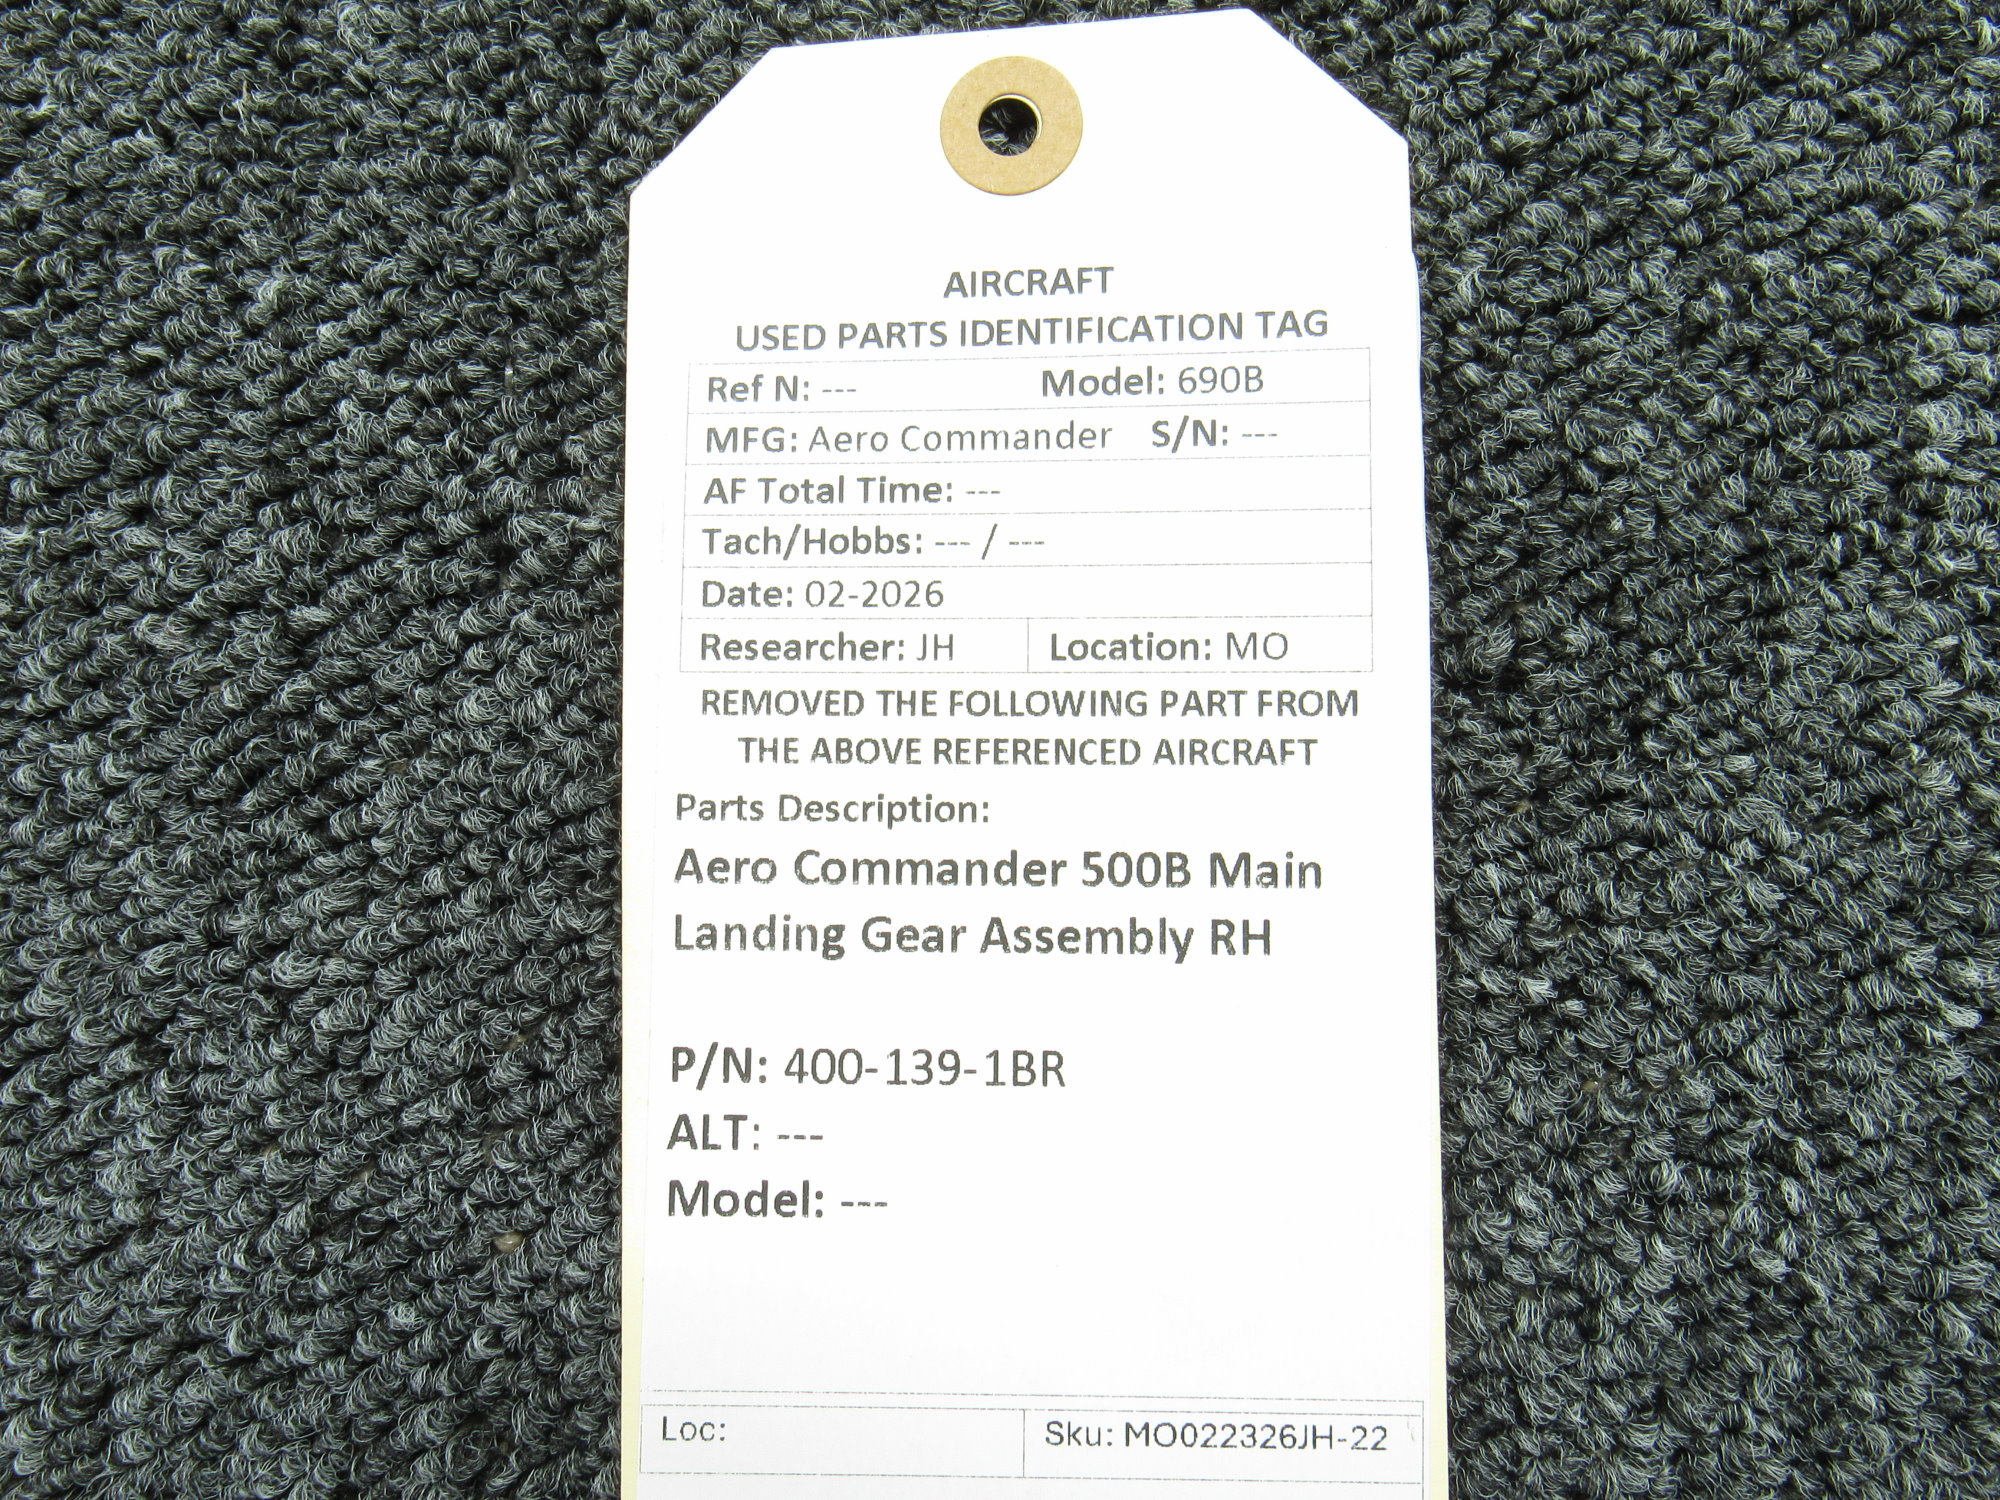 AIRCRAFT
USED PARTS IDENTIFICATION TAG
Ref N: --- Model: 690B
MFG: Aero Commander S/N: ---
AF Total Time: ---
Tach/Hobbs: --- / ---
Date: 02-2026
Researcher: JH Location: MO
REMOVED THE FOLLOWING PART FROM
THE ABOVE REFERENCED AIRCRAFT
Parts Description:
Aero Commander 500B Main
Landing Gear Assembly RH
P/N: 400-139-1BR
ALT: ---
Model: ---
Loc: Sku: MO022326JH-22